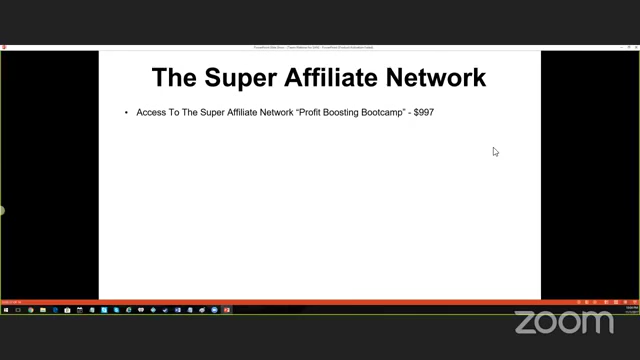 The Super Affiliate Network
• Access To The Super Affiliate Network “Profit Boosting Bootcamp” - $997
zoom